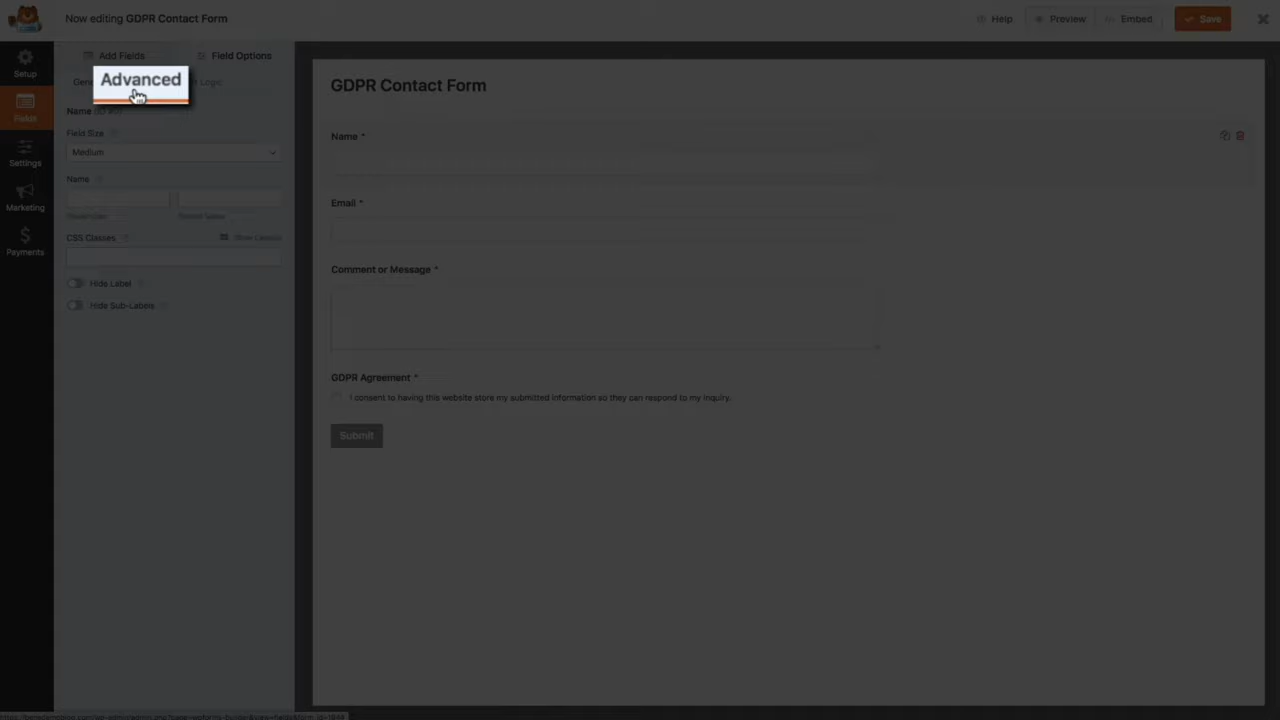 Now editing GDPR Contact Form
Help
Preview
Embed
Save
Setup
Fields
Settings
Marketing
Payments
Add Fields
Field Options
Advanced
Logic
Name
Field Size
Medium
Name
CSS Classes
Show Layouts
Hide Label
Hide Sub-Labels
GDPR Contact Form
Name *
Email *
Comment or Message *
GDPR Agreement *
I consent to having this website store my submitted information so they can respond to my inquiry.
Submit